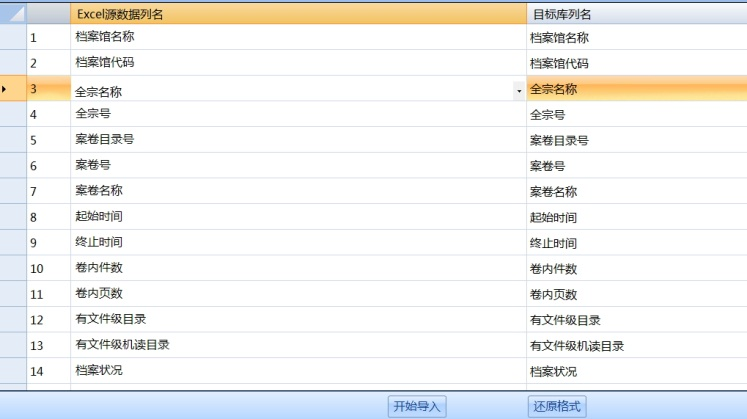 Excel源数据列名 目标库列名
1 档案馆名称 档案馆名称
2 档案馆代码 档案馆代码
3 全宗名称 全宗名称
4 全宗号 全宗号
5 案卷目录号 案卷目录号
6 案卷号 案卷号
7 案卷名称 案卷名称
8 起始时间 起始时间
9 终止时间 终止时间
10 卷内件数 卷内件数
11 卷内页数 卷内页数
12 有文件级目录 有文件级目录
13 有文件级机读目录 有文件级机读目录
14 档案状况 档案状况
开始导入 还原格式